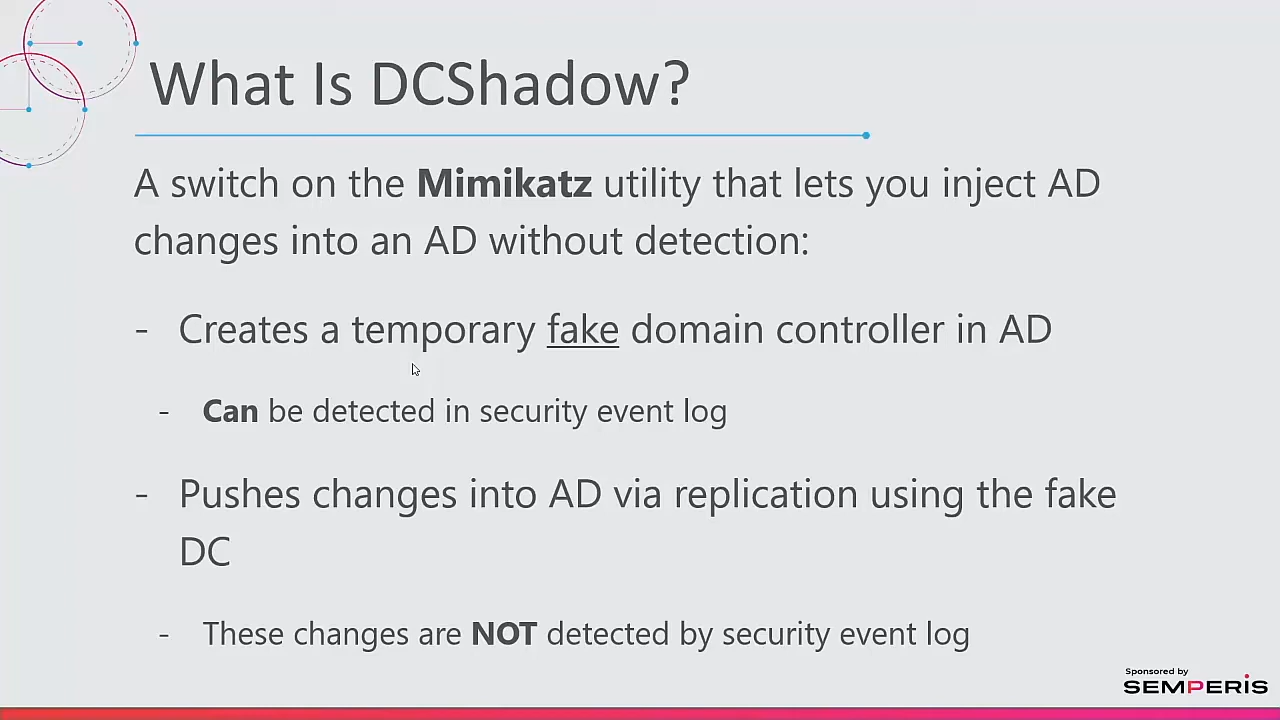 What Is DCShadow?
A switch on the Mimikatz utility that lets you inject AD
changes into an AD without detection:
- Creates a temporary fake domain controller in AD
- Can be detected in security event log
- Pushes changes into AD via replication using the fake
DC
- These changes are NOT detected by security event log
Sponsored by
SEMPERIS